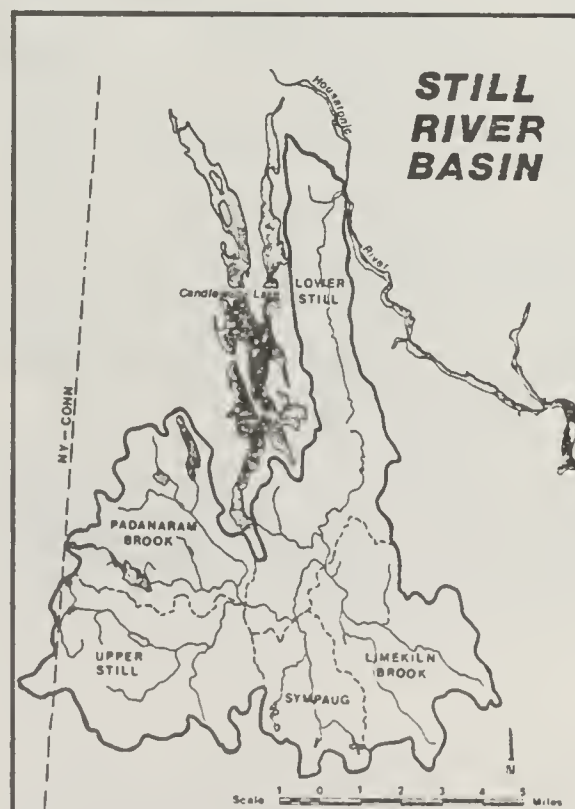 STILL
RIVER
BASIN
Housatonic
River
LOWER
STILL
Candlewood Lake
NY-CONN
PADANARAM
BROOK
UPPER
STILL
LIMEKILN
BROOK
SYMPAUG
N
Scale 1 0 1 2 3 4 5 Miles